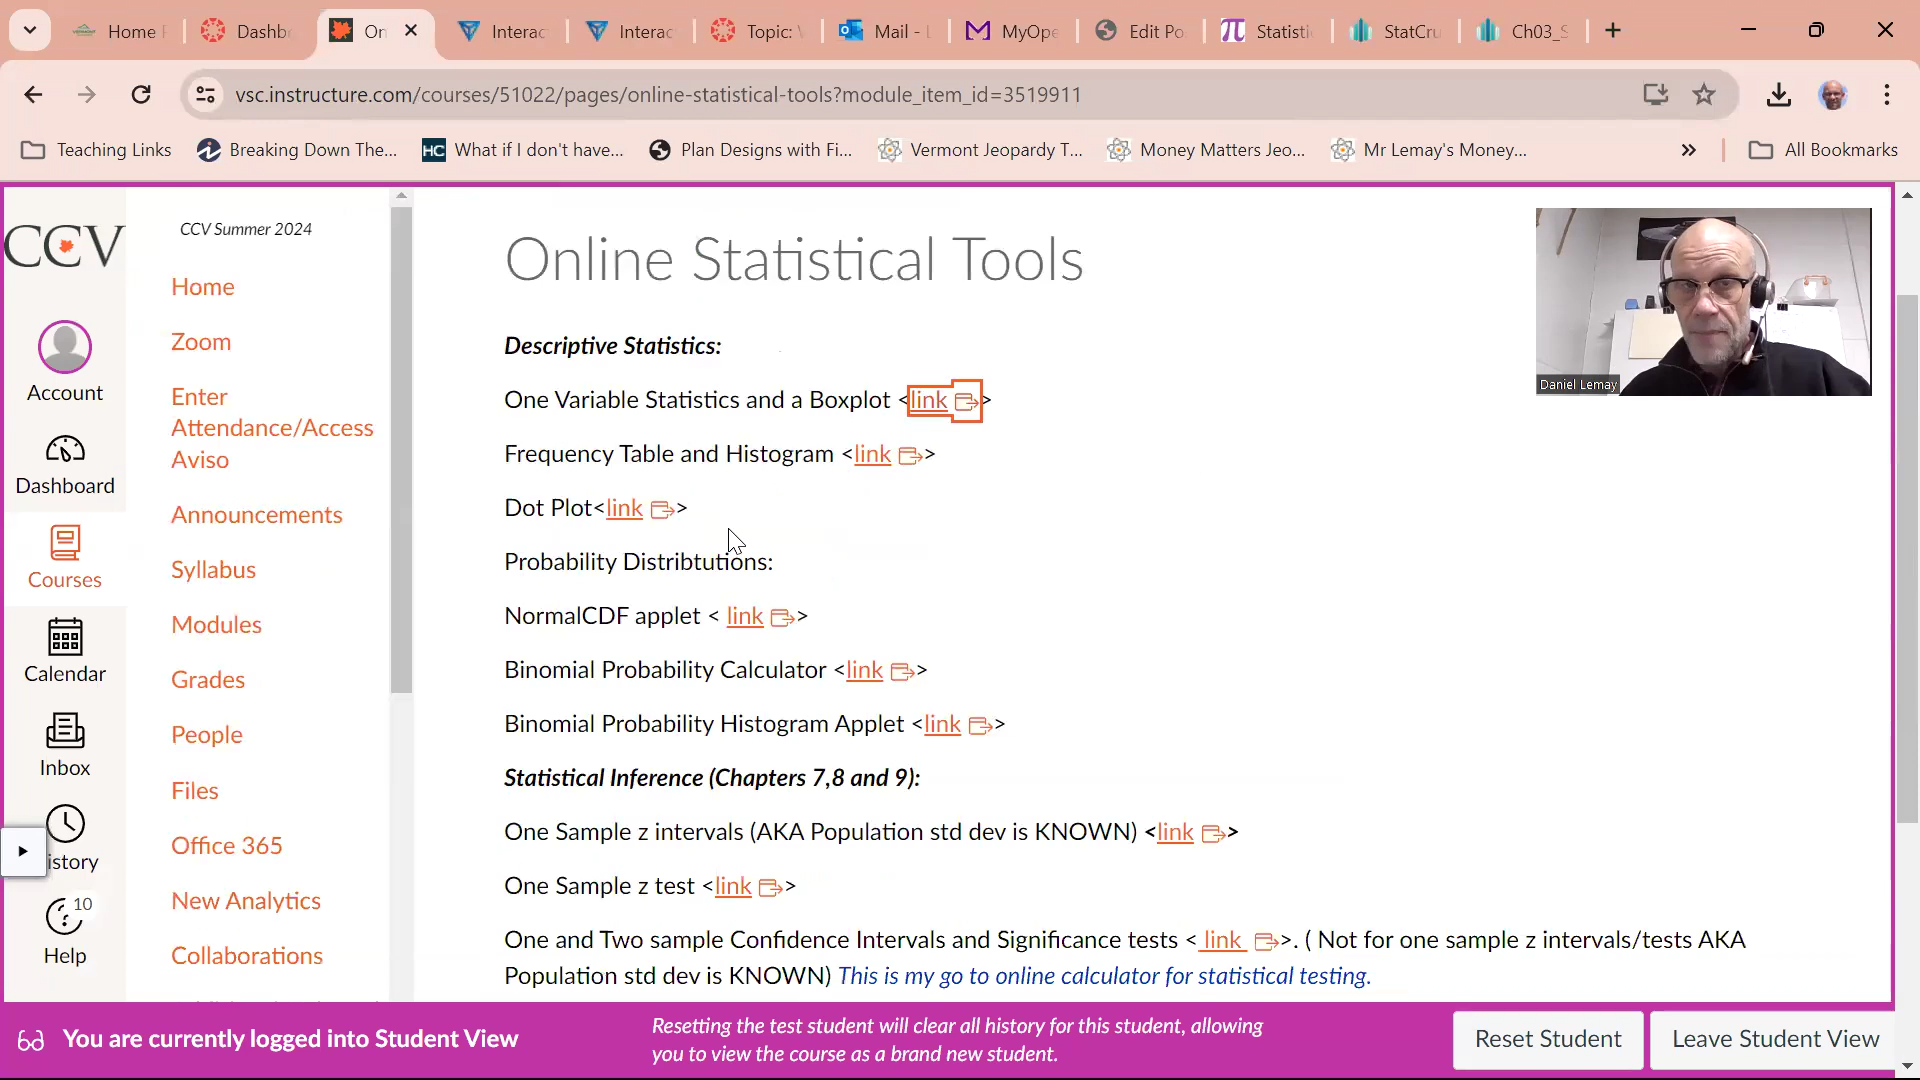 Home
Dashb
On
Interac
Interac
Topic:
Mail -
MyOpe
Edit Po
Statisti
StatCru
Ch03_S
vsc.instructure.com/courses/51022/pages/online-statistical-tools?module_item_id=3519911
Teaching Links
Breaking Down The...
HC
What if I don't have...
Plan Designs with Fi...
Vermont Jeopardy T...
Money Matters Jeo...
Mr Lemay's Money...
»
All Bookmarks
CCV
Account
Dashboard
Courses
Calendar
Inbox
istory
10
Help
CCV Summer 2024
Home
Zoom
Enter
Attendance/Access
Aviso
Announcements
Syllabus
Modules
Grades
People
Files
Office 365
New Analytics
Collaborations
Online Statistical Tools
Descriptive Statistics:
One Variable Statistics and a Boxplot <link>
Frequency Table and Histogram <link>
Dot Plot<link>
Probability Distribtutions:
NormalCDF applet < link>
Binomial Probability Calculator <link>
Binomial Probability Histogram Applet <link>
Statistical Inference (Chapters 7,8 and 9):
One Sample z intervals (AKA Population std dev is KNOWN) <link>
One Sample z test <link>
One and Two sample Confidence Intervals and Significance tests < link >. ( Not for one sample z intervals/tests AKA
Population std dev is KNOWN) This is my go to online calculator for statistical testing.
Daniel Lemay
You are currently logged into Student View
Resetting the test student will clear all history for this student, allowing
you to view the course as a brand new student.
Reset Student
Leave Student View